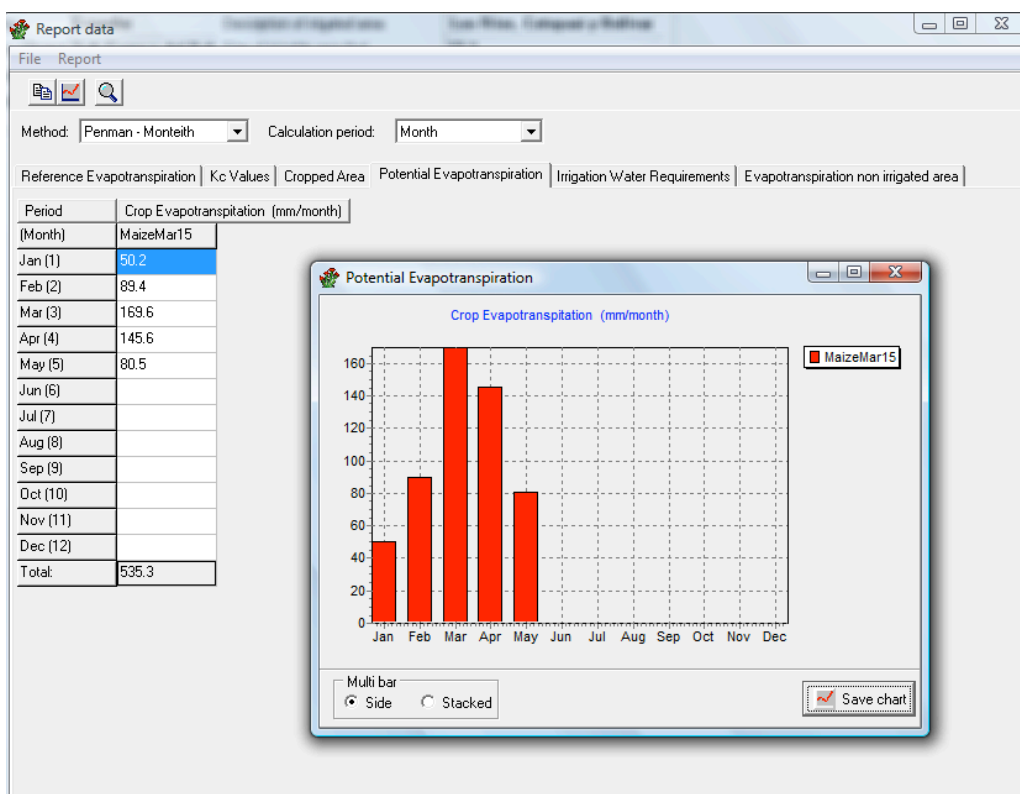 Report data
File Report
Method: Penman - Monteith Calculation period: Month
Reference Evapotranspiration Kc Values Cropped Area Potential Evapotranspiration Irrigation Water Requirements Evapotranspiration non irrigated area
Period Crop Evapotranspitation (mm/month)
(Month) MaizeMar15
Jan (1) 50.2
Feb (2) 89.4
Mar (3) 169.6
Apr (4) 145.6
May (5) 80.5
Jun (6)
Jul (7)
Aug (8)
Sep (9)
Oct (10)
Nov (11)
Dec (12)
Total: 535.3
Potential Evapotranspiration
Crop Evapotranspitation (mm/month)
MaizeMar15
160
140
120
100
80
60
40
20
0
Jan Feb Mar Apr May Jun Jul Aug Sep Oct Nov Dec
Multi bar
Side Stacked
Save chart